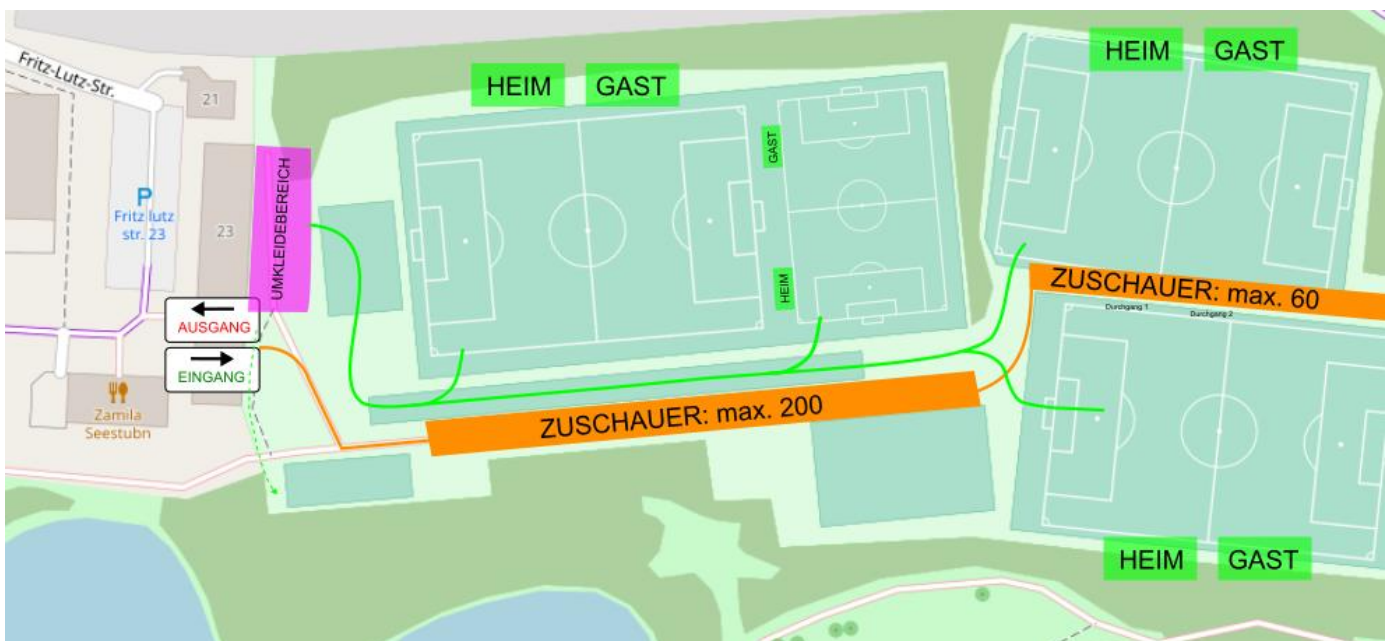 Fritz-Lutz-Str.
21
P
Fritz lutz
str. 23
23
UMKLEIDEBEREICH
AUSGANG
EINGANG
Zamila
Seestubn
HEIM GAST
GAST
HEIM
HEIM GAST
ZUSCHAUER: max. 200
ZUSCHAUER: max. 60
Durchgang 1 Durchgang 2
HEIM GAST